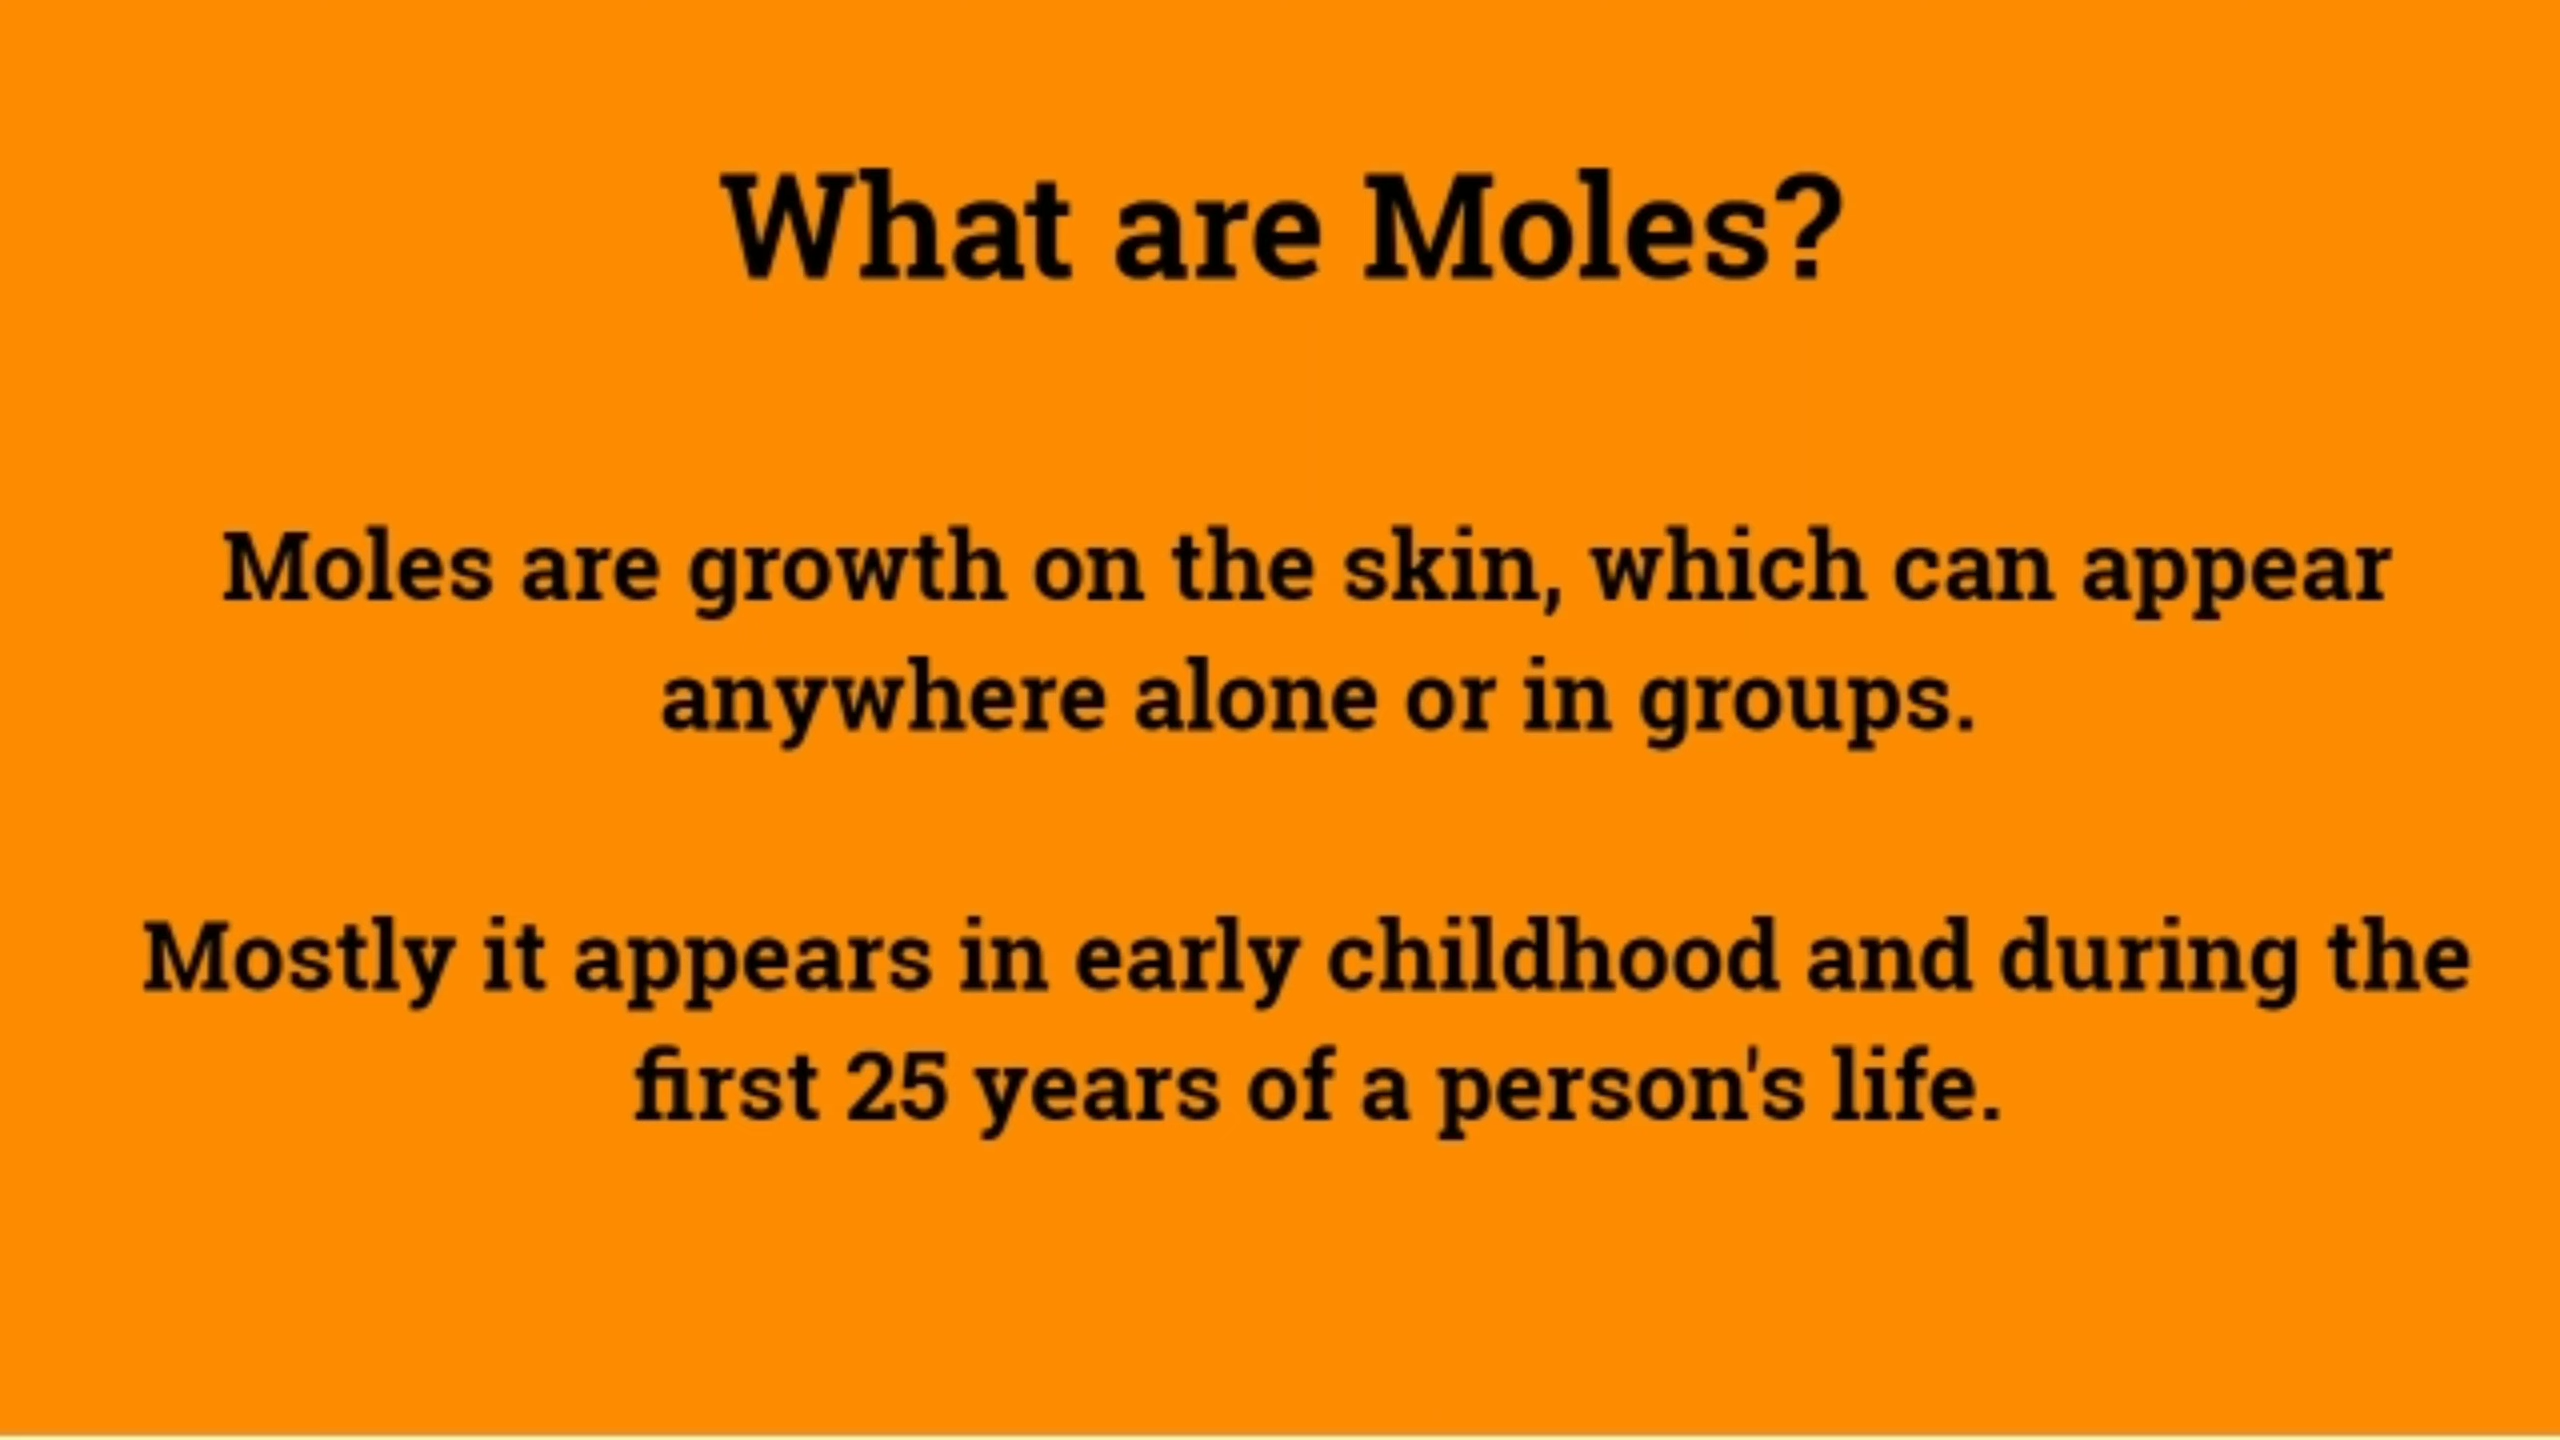 What are Moles?
Moles are growth on the skin, which can appear
anywhere alone or in groups.
Mostly it appears in early childhood and during the
first 25 years of a person's life.